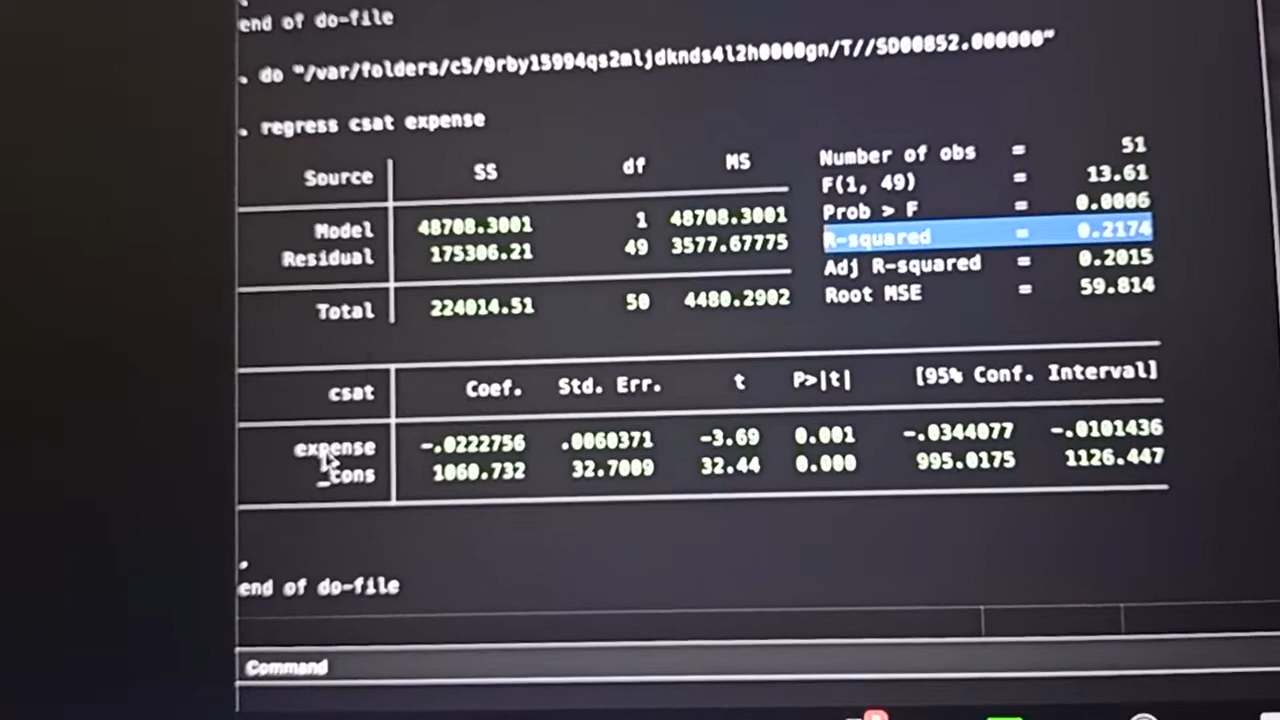 end of do-file
. do "/var/folders/c5/9rby15994qs2mljdknds4l2h0000gn/T//SD00852.000000"
. regress csat expense
Source | SS df MS Number of obs = 51
F(1, 49) = 13.61
Model | 48708.3001 1 48708.3001 Prob > F = 0.0006
Residual | 175306.21 49 3577.67775 R-squared = 0.2174
Adj R-squared = 0.2015
Total | 224014.51 50 4480.2902 Root MSE = 59.814
csat | Coef. Std. Err. t P>|t| [95% Conf. Interval]
expense | -.0222756 .0060371 -3.69 0.001 -.0344077 -.0101436
_cons | 1060.732 32.7009 32.44 0.000 995.0175 1126.447
.
end of do-file
Command